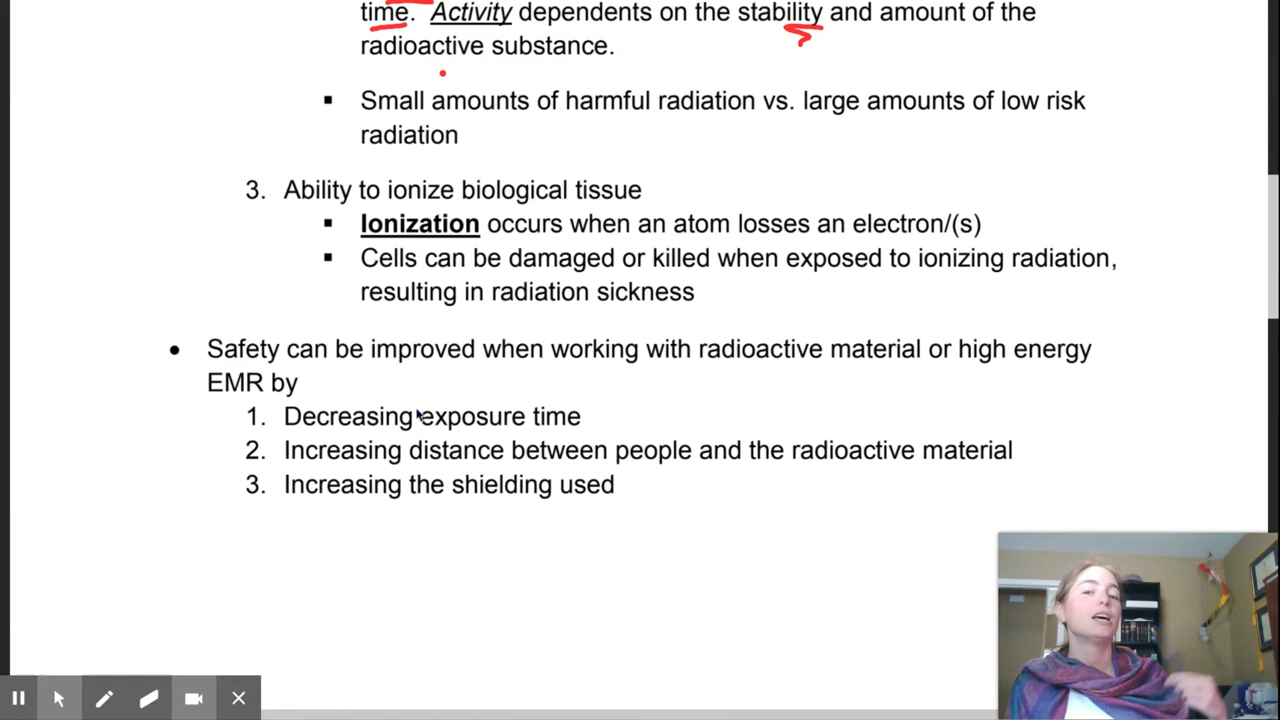 time. Activity dependents on the stability and amount of the
radioactive substance.
▪ Small amounts of harmful radiation vs. large amounts of low risk
radiation
3. Ability to ionize biological tissue
▪ Ionization occurs when an atom losses an electron/(s)
▪ Cells can be damaged or killed when exposed to ionizing radiation,
resulting in radiation sickness
• Safety can be improved when working with radioactive material or high energy
EMR by
1. Decreasing exposure time
2. Increasing distance between people and the radioactive material
3. Increasing the shielding used